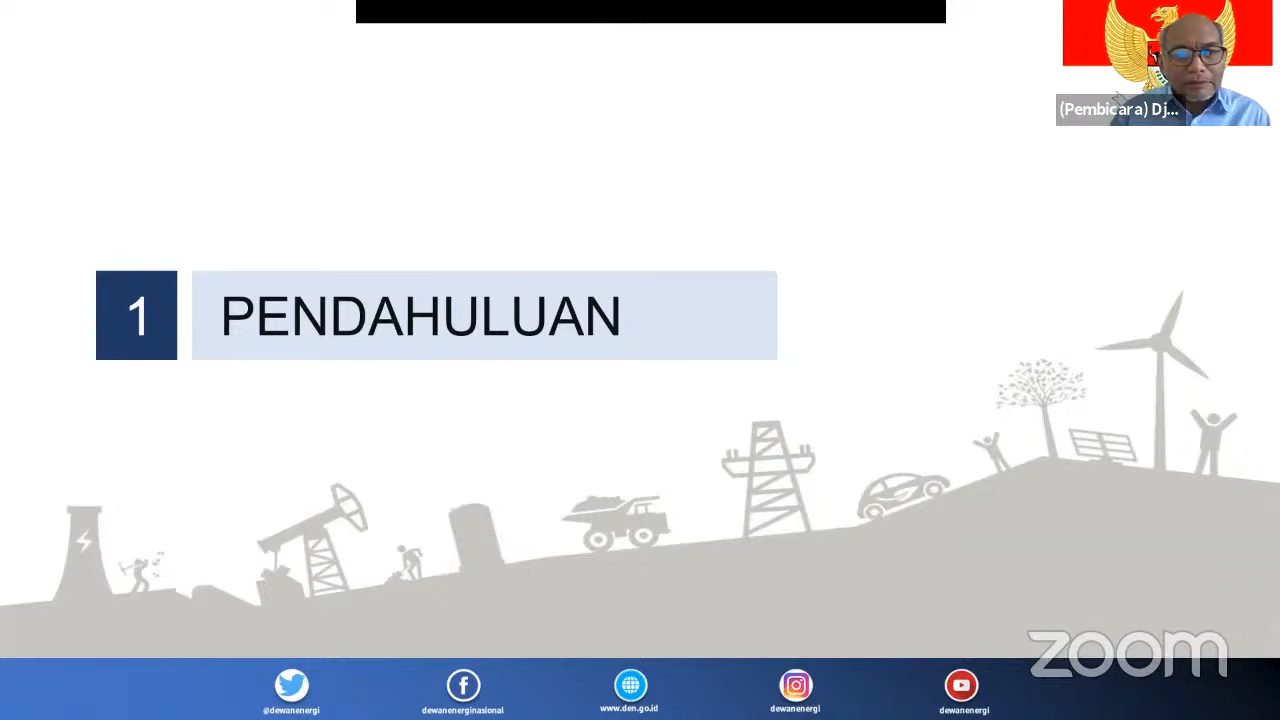 (Pembicara) Dj...
1 PENDAHULUAN
zoom
@dewanenergi
dewanenerginasional
www.den.go.id
dewanenergi
dewanenergi